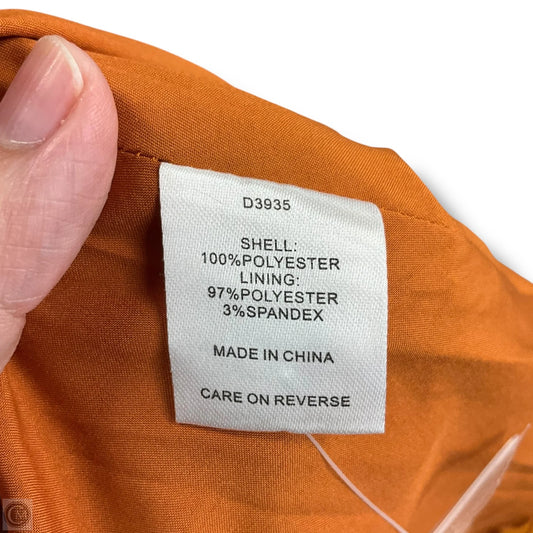 D3935
SHELL:
100%POLYESTER
LINING:
97%POLYESTER
3%SPANDEX
MADE IN CHINA
CARE ON REVERSE